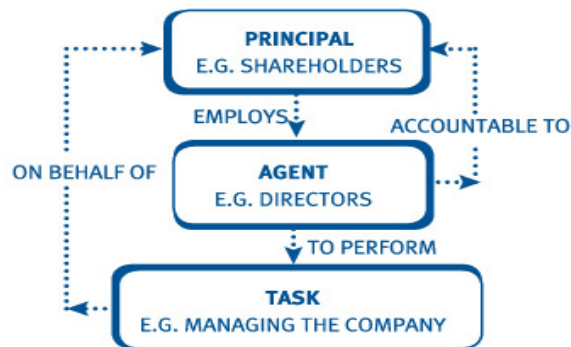 PRINCIPAL
E.G. SHAREHOLDERS
EMPLOYS
ACCOUNTABLE TO
ON BEHALF OF
AGENT
E.G. DIRECTORS
TO PERFORM
TASK
E.G. MANAGING THE COMPANY